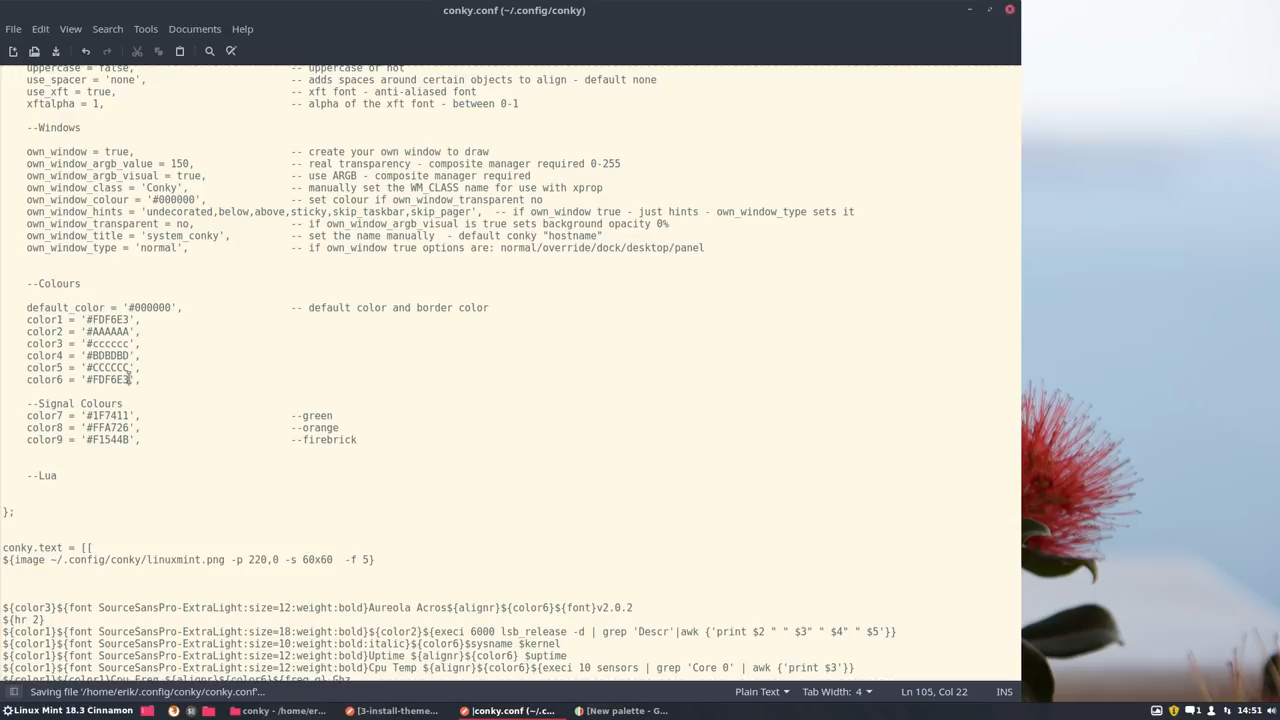 conky.conf (~/.config/conky)
File Edit View Search Tools Documents Help
uppercase = false, -- uppercase or not
use_spacer = 'none', -- adds spaces around certain objects to align - default none
use_xft = true, -- xft font - anti-aliased font
xftalpha = 1, -- alpha of the xft font - between 0-1
--Windows
own_window = true, -- create your own window to draw
own_window_argb_value = 150, -- real transparency - composite manager required 0-255
own_window_argb_visual = true, -- use ARGB - composite manager required
own_window_class = 'Conky', -- manually set the WM_CLASS name for use with xprop
own_window_colour = '#000000', -- set colour if own_window_transparent no
own_window_hints = 'undecorated,below,above,sticky,skip_taskbar,skip_pager', -- if own_window true - just hints - own_window_type sets it
own_window_transparent = no, -- if own_window_argb_visual is true sets background opacity 0%
own_window_title = 'system_conky', -- set the name manually - default conky "hostname"
own_window_type = 'normal', -- if own_window true options are: normal/override/dock/desktop/panel
--Colours
default_color = '#000000', -- default color and border color
color1 = '#FDF6E3',
color2 = '#AAAAAA',
color3 = '#cccccc',
color4 = '#BDBDBD',
color5 = '#CCCCCC',
color6 = '#FDF6E3',
--Signal Colours
color7 = '#1F7411', --green
color8 = '#FFA726', --orange
color9 = '#F1544B', --firebrick
--Lua
};
conky.text = [[
${image ~/.config/conky/linuxmint.png -p 220,0 -s 60x60 -f 5}
${color3}${font SourceSansPro-ExtraLight:size=12:weight:bold}Aureola Acros${alignr}${color6}${font}v2.0.2
${hr 2}
${color1}${font SourceSansPro-ExtraLight:size=18:weight:bold}${color2}${execi 6000 lsb_release -d | grep 'Descr'|awk {'print $2 " " $3" " $4" " $5'}}
${color1}${font SourceSansPro-ExtraLight:size=10:weight:bold:italic}${color6}$sysname $kernel
${color1}${font SourceSansPro-ExtraLight:size=12:weight:bold}Uptime ${alignr}${color6} $uptime
${color1}${font SourceSansPro-ExtraLight:size=12:weight:bold}Cpu Temp ${alignr}${color6}${execi 10 sensors | grep 'Core 0' | awk {'print $3'}}
${color1}${color1}Cpu Freq ${alignr}${color6}${freq_g} Ghz
Saving file '/home/erik/.config/conky/conky.conf'... Plain Text Tab Width: 4 Ln 105, Col 22 INS
Linux Mint 18.3 Cinnamon conky - /home/er... [3-install-theme... conky.conf (~/.c... [New palette - G... 1 14:51